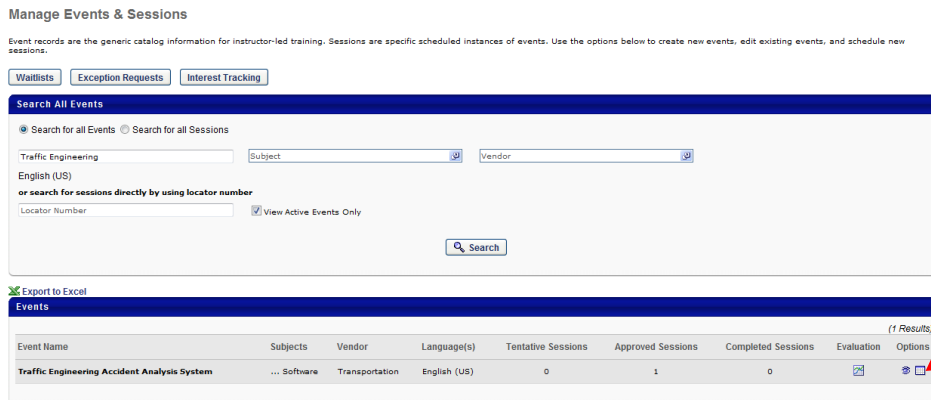 Manage Events & Sessions
Event records are the generic catalog information for instructor-led training. Sessions are specific scheduled instances of events. Use the options below to create new events, edit existing events, and schedule new
sessions.
Waitlists Exception Requests Interest Tracking
Search All Events
Search for all Events Search for all Sessions
Traffic Engineering Subject Vendor
English (US)
or search for sessions directly by using locator number
Locator Number View Active Events Only
Search
Export to Excel
Events
(1 Results)
Event Name Subjects Vendor Language(s) Tentative Sessions Approved Sessions Completed Sessions Evaluation Options
Traffic Engineering Accident Analysis System ... Software Transportation English (US) 0 1 0